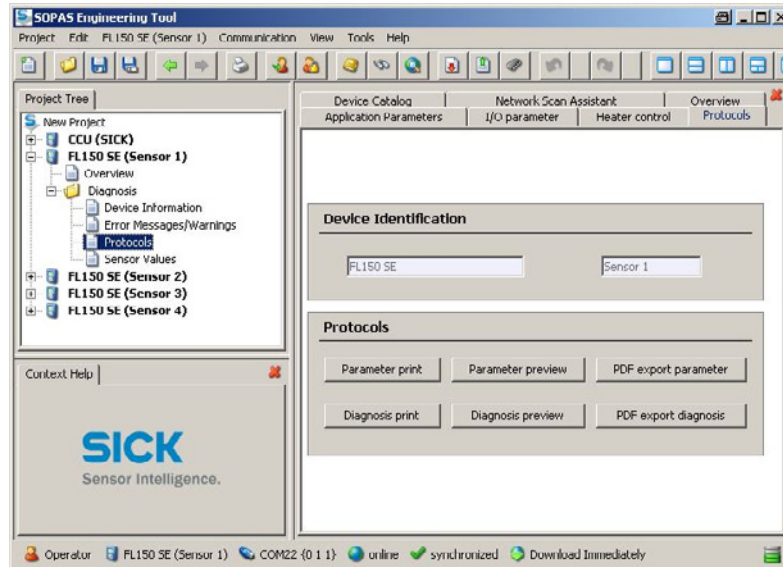 SOPAS Engineering Tool
Project Edit FL150 SE (Sensor 1) Communication View Tools Help
Project Tree
New Project
CCU (SICK)
FL150 SE (Sensor 1)
Overview
Diagnosis
Device Information
Error Messages/Warnings
Protocols
Sensor Values
FL150 SE (Sensor 2)
FL150 SE (Sensor 3)
FL150 SE (Sensor 4)
Context Help
SICK
Sensor Intelligence.
Device Catalog Network Scan Assistant Overview
Application Parameters I/O parameter Heater control Protocols
Device Identification
FL150 SE Sensor 1
Protocols
Parameter print Parameter preview PDF export parameter
Diagnosis print Diagnosis preview PDF export diagnosis
Operator FL150 SE (Sensor 1) COM22 {0 1 1} online synchronized Download Immediately